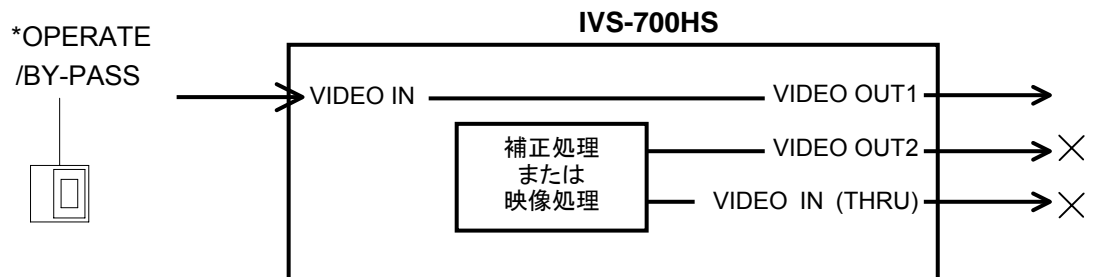 IVS-700HS
*OPERATE
/BY-PASS
VIDEO IN
VIDEO OUT1
補正処理
または
映像処理
VIDEO OUT2
VIDEO IN (THRU)